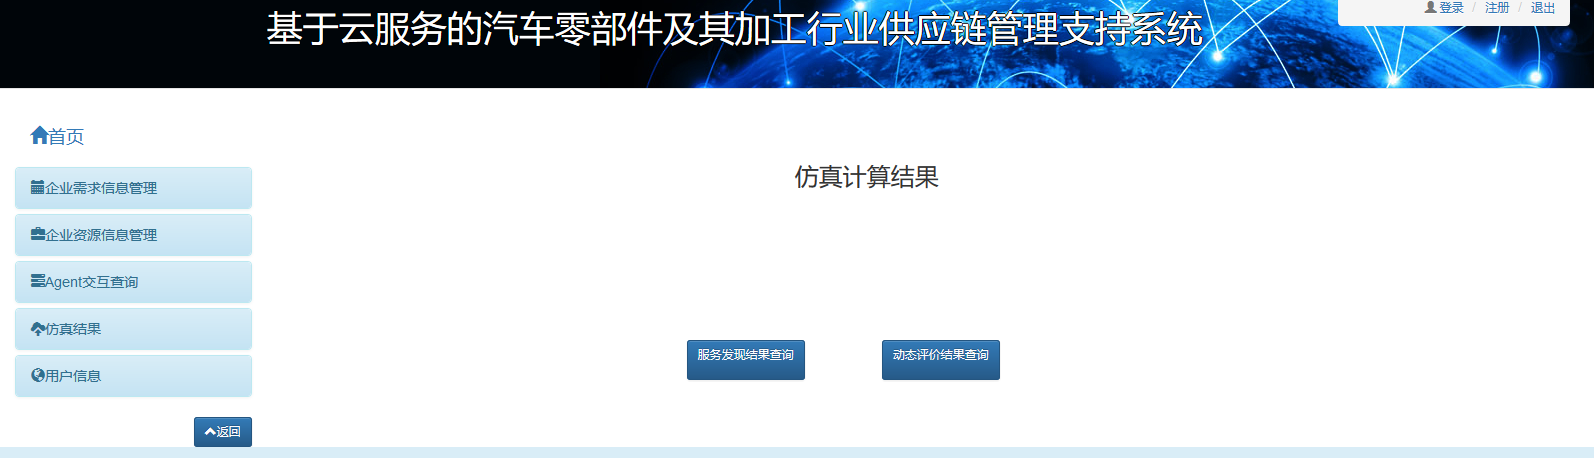 基于云服务的汽车零部件及其加工行业供应链管理支持系统
登录 / 注册 / 退出
首页
企业需求信息管理
企业资源信息管理
Agent交互查询
仿真结果
用户信息
返回
仿真计算结果
服务发现结果查询
动态评价结果查询